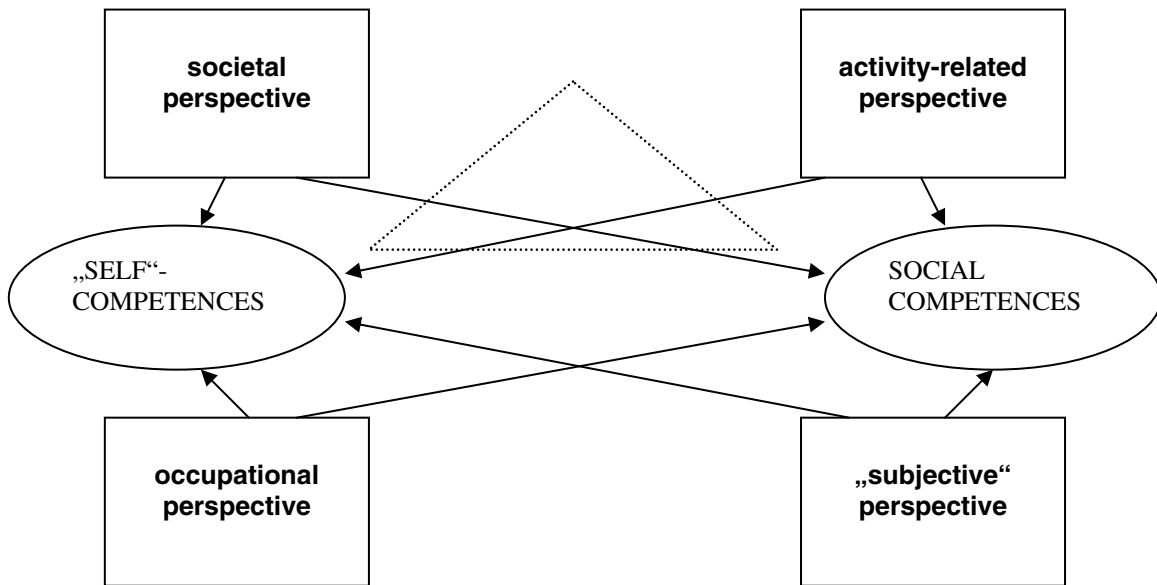 societal
perspective
activity-related
perspective
„SELF“-
COMPETENCES
SOCIAL
COMPETENCES
occupational
perspective
„subjective“
perspective